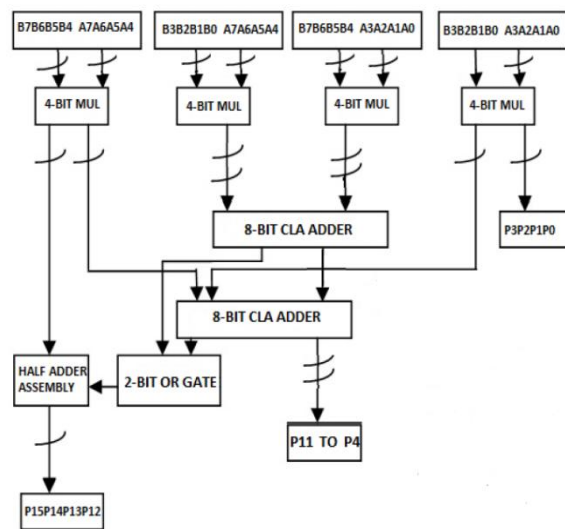 B7B6B5B4 A7A6A5A4
B3B2B1B0 A7A6A5A4
B7B6B5B4 A3A2A1A0
B3B2B1B0 A3A2A1A0
4-BIT MUL
4-BIT MUL
4-BIT MUL
4-BIT MUL
8-BIT CLA ADDER
P3P2P1P0
8-BIT CLA ADDER
HALF ADDER
ASSEMBLY
2-BIT OR GATE
P11 TO P4
P15P14P13P12